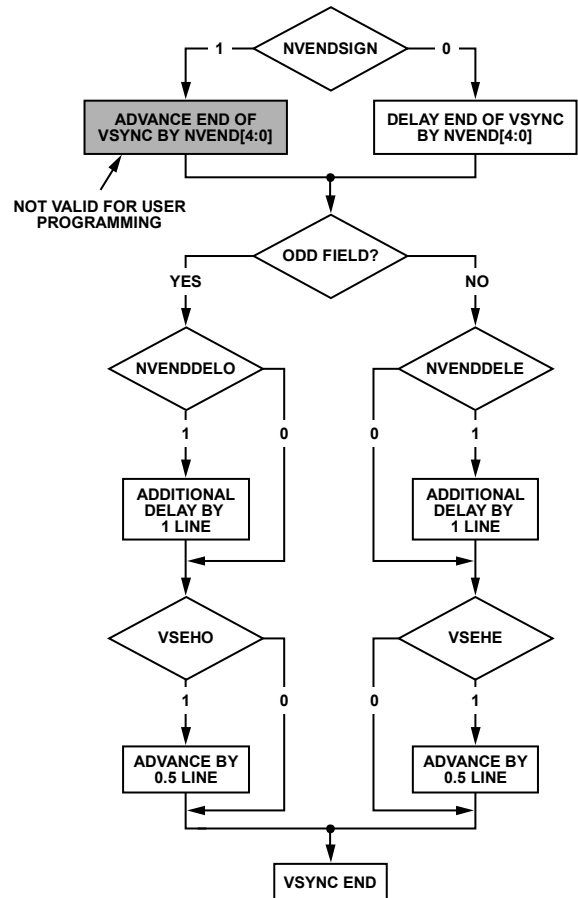 NVENDSIGN
1
0
ADVANCE END OF
VSYNC BY NVEND[4:0]
DELAY END OF VSYNC
BY NVEND[4:0]
NOT VALID FOR USER
PROGRAMMING
ODD FIELD?
YES
NO
NVENDDELO
NVENDDELE
1
0
0
1
ADDITIONAL
DELAY BY
1 LINE
ADDITIONAL
DELAY BY
1 LINE
VSEHO
VSEHE
1
0
0
1
ADVANCE BY
0.5 LINE
ADVANCE BY
0.5 LINE
VSYNC END